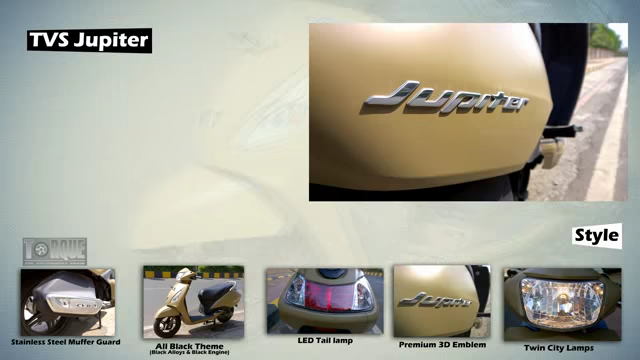 TVS Jupiter
Jupiter
Style
TORQUE
Stainless Steel Muffer Guard
All Black Theme
(Black Alloys & Black Engine)
LED Tail lamp
Jupiter
Premium 3D Emblem
Twin City Lamps